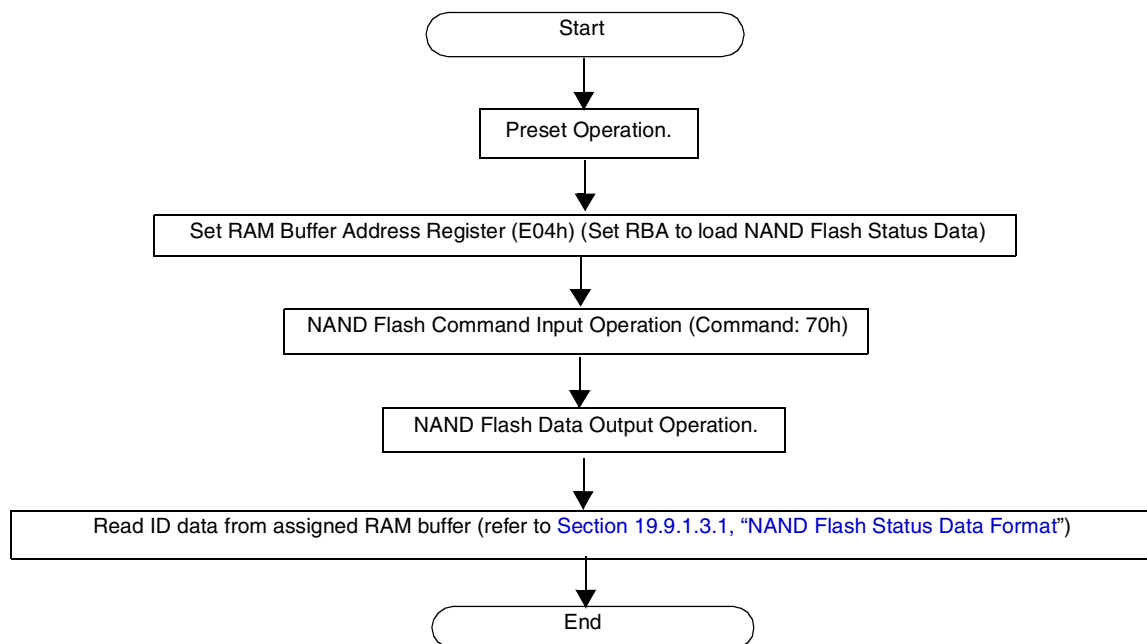 Start
Preset Operation.
Set RAM Buffer Address Register (E04h) (Set RBA to load NAND Flash Status Data)
NAND Flash Command Input Operation (Command: 70h)
NAND Flash Data Output Operation.
Read ID data from assigned RAM buffer (refer to Section 19.9.1.3.1, “NAND Flash Status Data Format”)
End